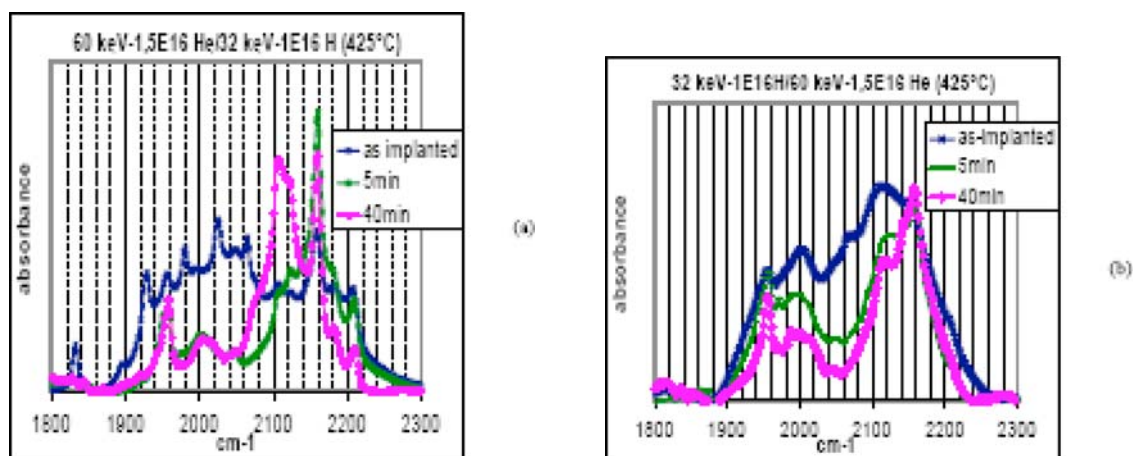 60 keV-1,5E16 He/32 keV-1E16 H (425°C)
absorbance
as implanted
5min
40min
1800 1900 2000 2100 2200 2300
cm-1
(a)
32 keV-1E16H/60 keV-1,5E16 He (425°C)
absorbance
as-implanted
5min
40min
1800 1900 2000 2100 2200 2300
cm-1
(b)